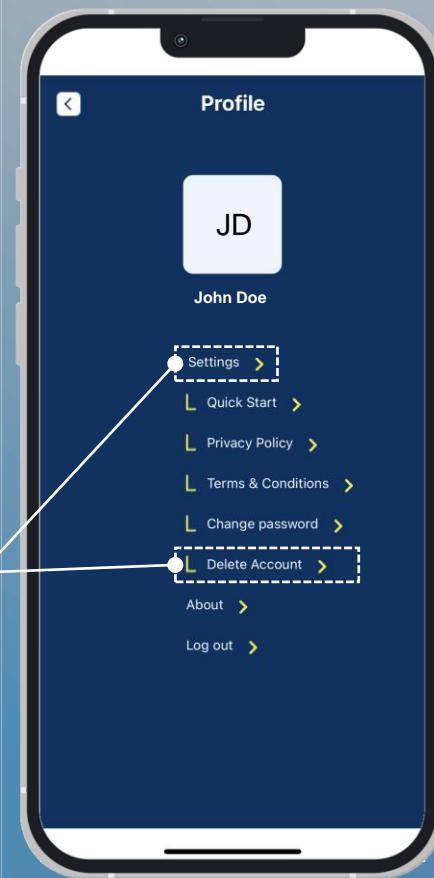 Profile
JD
John Doe
Settings
Quick Start
Privacy Policy
Terms & Conditions
Change password
Delete Account
About
Log out